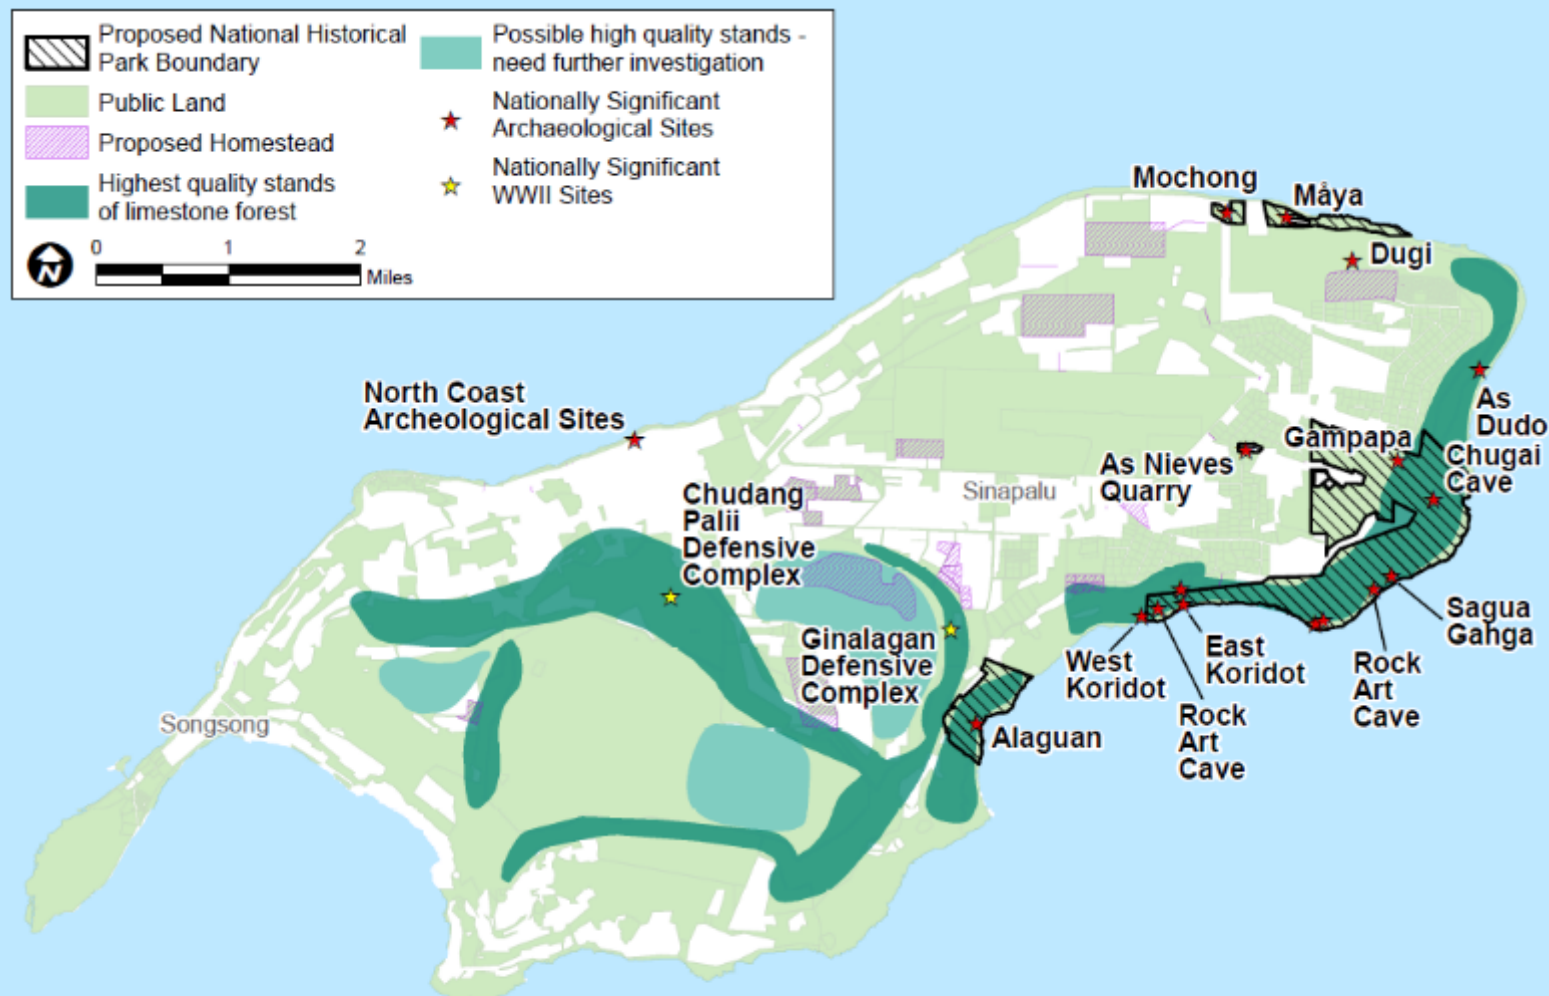 Proposed National Historical
Park Boundary
Public Land
Proposed Homestead
Highest quality stands
of limestone forest
Possible high quality stands -
need further investigation
Nationally Significant
Archaeological Sites
Nationally Significant
WWII Sites
N
0 1 2
Miles
Mochong
Måya
Dugi
As
Dudo
North Coast
Archeological Sites
Gampapa
Chugai
Cave
As Nieves
Quarry
Sinapalu
Chudang
Palii
Defensive
Complex
Ginalagan
Defensive
Complex
Sagua
Gahga
East
Koridot
West
Koridot
Rock
Art
Cave
Rock
Art
Cave
Alaguan
Songsong